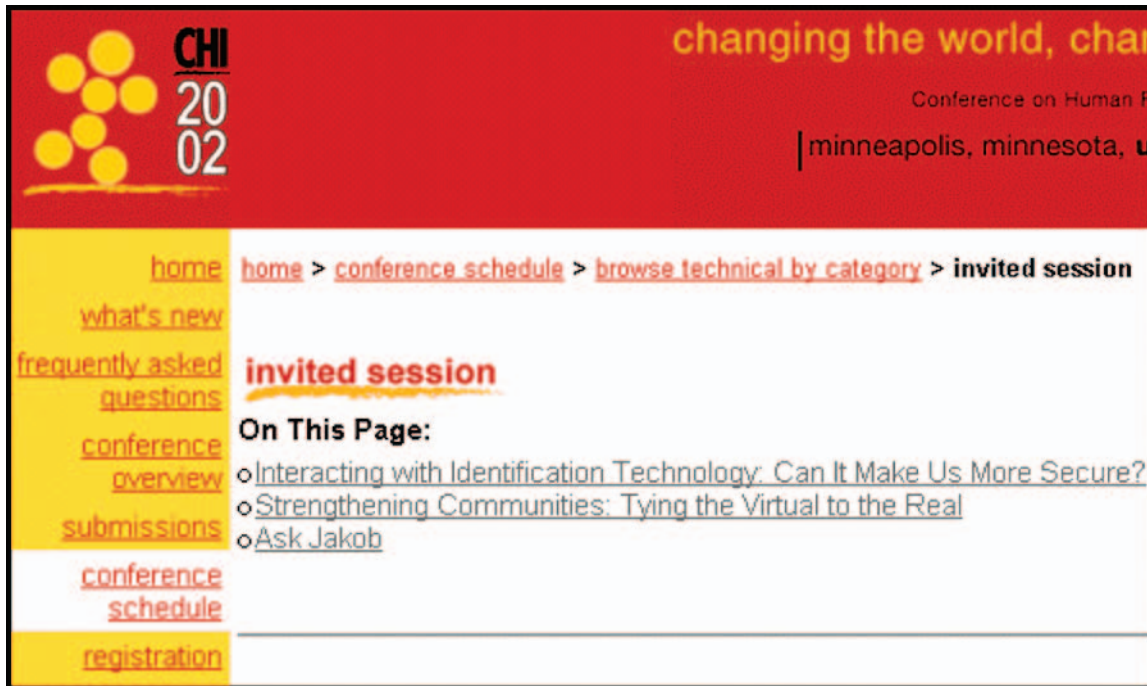 CHI
20
02
changing the world, chan
Conference on Human F
minneapolis, minnesota, u
home
what's new
frequently asked
questions
conference
overview
submissions
conference
schedule
registration
home > conference schedule > browse technical by category > invited session
invited session
On This Page:
Interacting with Identification Technology: Can It Make Us More Secure?
Strengthening Communities: Tying the Virtual to the Real
Ask Jakob